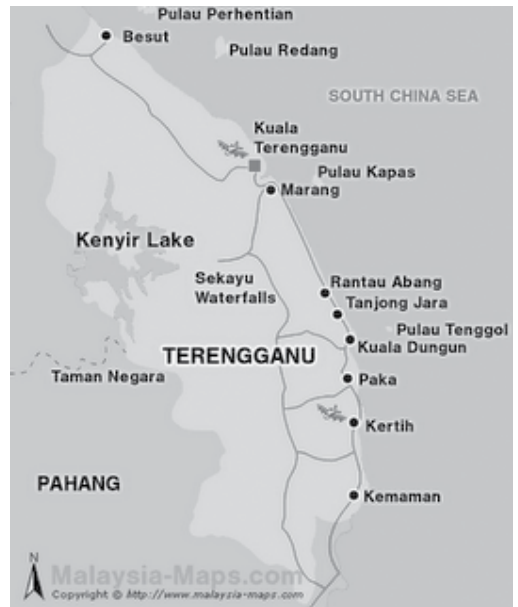 Pulau Perhentian
Besut
Pulau Redang
SOUTH CHINA SEA
Kuala
Terengganu
Pulau Kapas
Marang
Kenyir Lake
Sekayu
Waterfalls
Rantau Abang
Tanjong Jara
Pulau Tenggol
Kuala Dungun
TERENGGANU
Taman Negara
Paka
Kertih
PAHANG
Kemaman
N
Malaysia-Maps.com
Copyright © http://www.malaysia-maps.com